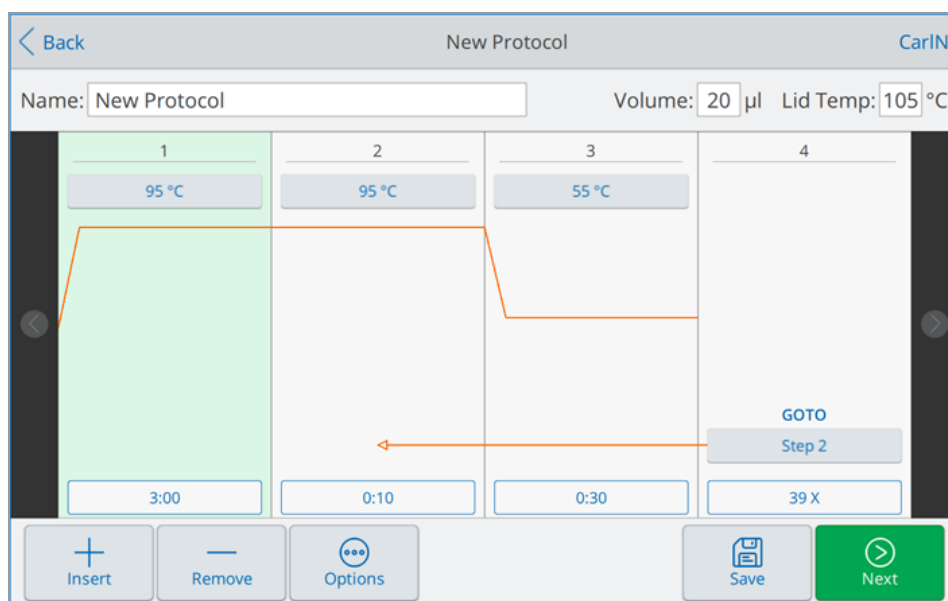 Back New Protocol CarlN
Name: New Protocol Volume: 20 µl Lid Temp: 105 °C
1 2 3 4
95 °C 95 °C 55 °C
GOTO
Step 2
3:00 0:10 0:30 39 X
Insert Remove Options Save Next